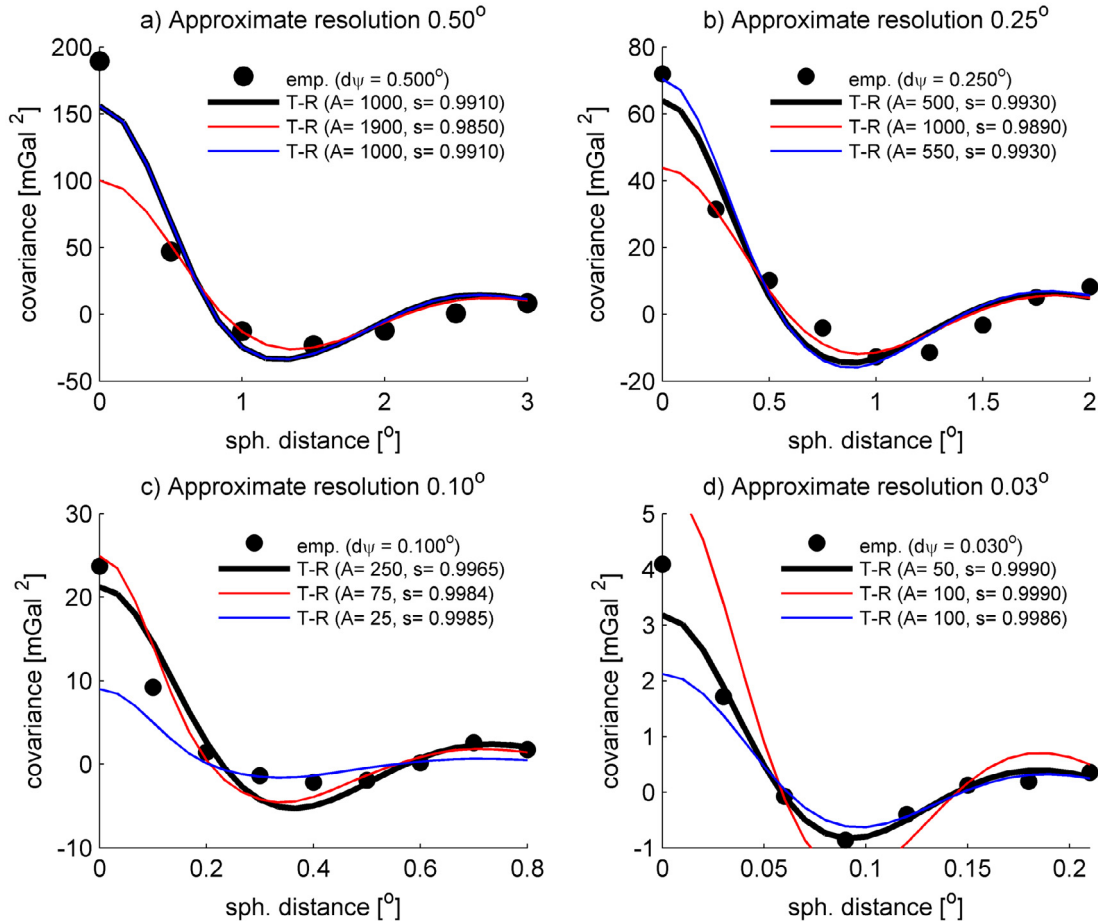 a) Approximate resolution 0.50°
200
150
100
50
0
-50
covariance [mGal ²]
emp. (dψ = 0.500°)
T-R (A= 1000, s= 0.9910)
T-R (A= 1900, s= 0.9850)
T-R (A= 1000, s= 0.9910)
0 1 2 3
sph. distance [°]
b) Approximate resolution 0.25°
80
60
40
20
0
-20
covariance [mGal ²]
emp. (dψ = 0.250°)
T-R (A= 500, s= 0.9930)
T-R (A= 1000, s= 0.9890)
T-R (A= 550, s= 0.9930)
0 0.5 1 1.5 2
sph. distance [°]
c) Approximate resolution 0.10°
30
20
10
0
-10
covariance [mGal ²]
emp. (dψ = 0.100°)
T-R (A= 250, s= 0.9965)
T-R (A= 75, s= 0.9984)
T-R (A= 25, s= 0.9985)
0 0.2 0.4 0.6 0.8
sph. distance [°]
d) Approximate resolution 0.03°
5
4
3
2
1
0
-1
covariance [mGal ²]
emp. (dψ = 0.030°)
T-R (A= 50, s= 0.9990)
T-R (A= 100, s= 0.9990)
T-R (A= 100, s= 0.9986)
0 0.05 0.1 0.15 0.2
sph. distance [°]